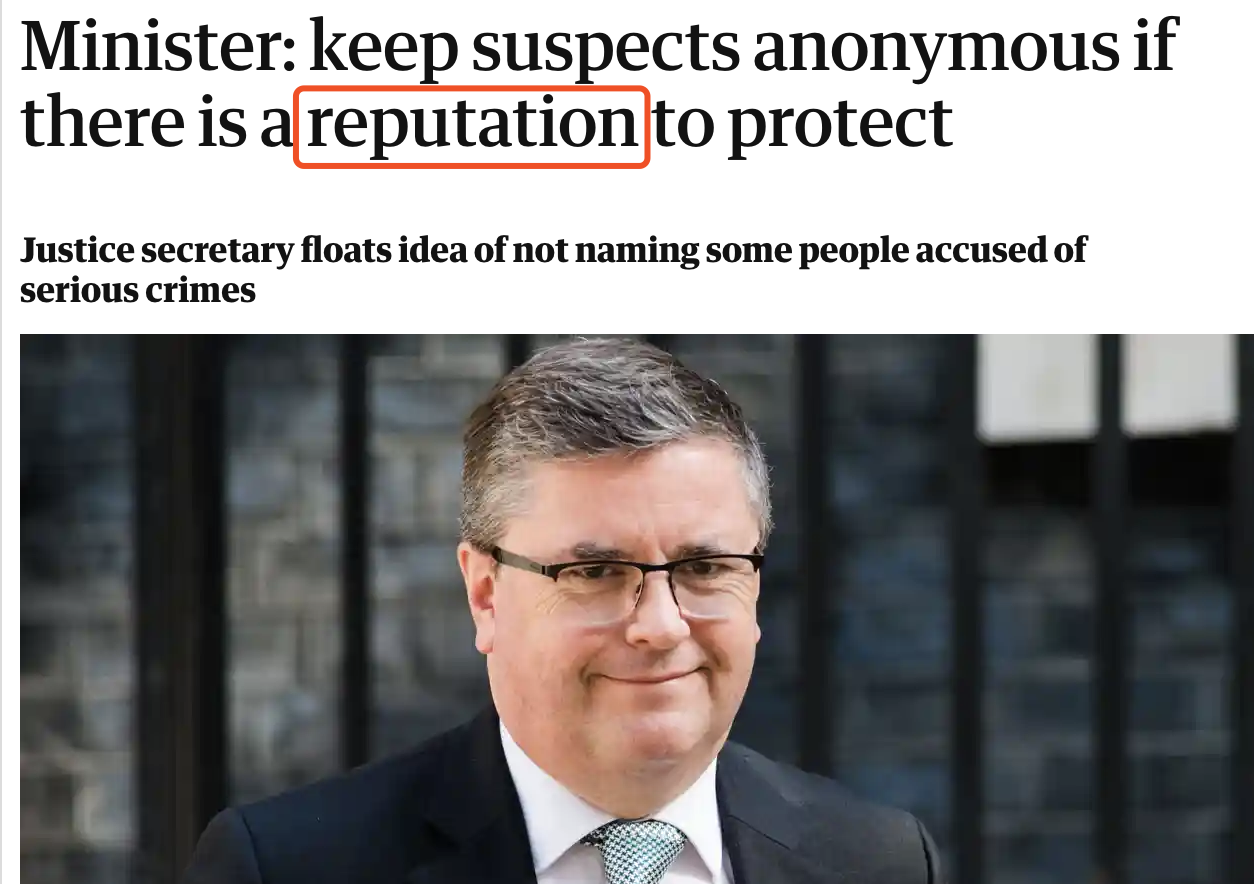 Minister: keep suspects anonymous if
there is a reputation to protect
Justice secretary floats idea of not naming some people accused of
serious crimes